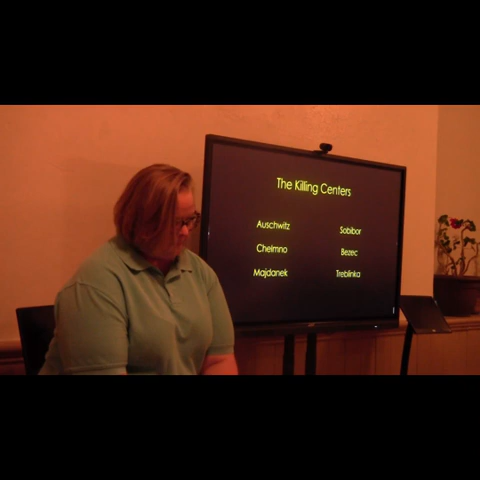 The Killing Centers
Auschwitz
Sobibor
Chelmno
Bezec
Majdanek
Treblinka